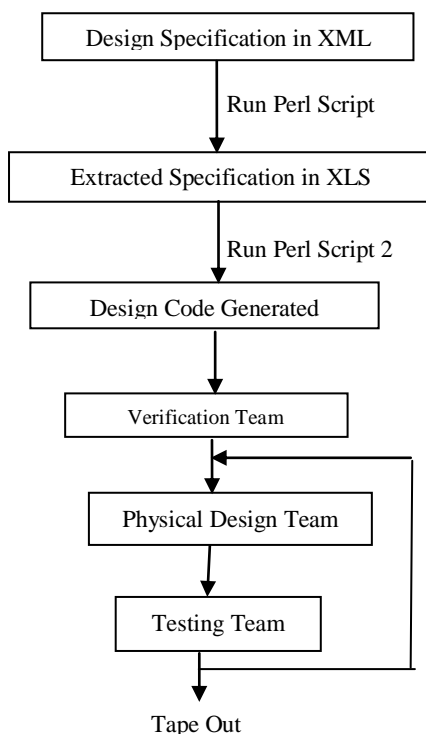 Design Specification in XML
Run Perl Script
Extracted Specification in XLS
Run Perl Script 2
Design Code Generated
Verification Team
Physical Design Team
Testing Team
Tape Out